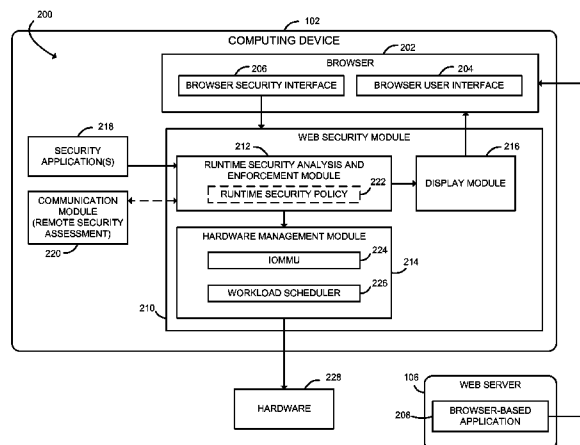 200
102
COMPUTING DEVICE
202
BROWSER
206
204
BROWSER SECURITY INTERFACE
BROWSER USER INTERFACE
218
SECURITY
APPLICATION(S)
WEB SECURITY MODULE
212
216
RUNTIME SECURITY ANALYSIS AND
ENFORCEMENT MODULE
RUNTIME SECURITY POLICY
222
DISPLAY MODULE
COMMUNICATION
MODULE
(REMOTE SECURITY
ASSESSMENT)
220
HARDWARE MANAGEMENT MODULE
IOMMU
224
214
WORKLOAD SCHEDULER
226
210
228
HARDWARE
106
WEB SERVER
208
BROWSER-BASED
APPLICATION